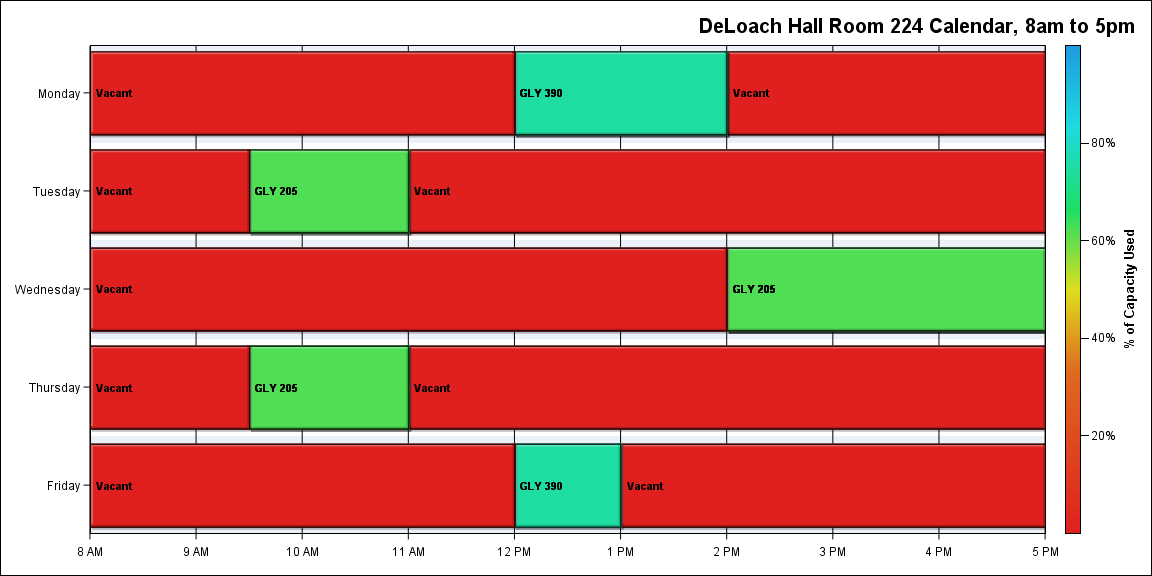 DeLoach Hall Room 224 Calendar, 8am to 5pm
Monday
Vacant
GLY 390
Vacant
Tuesday
Vacant
GLY 205
Vacant
Wednesday
Vacant
GLY 205
Thursday
Vacant
GLY 205
Vacant
Friday
Vacant
GLY 390
Vacant
8 AM
9 AM
10 AM
11 AM
12 PM
1 PM
2 PM
3 PM
4 PM
5 PM
80%
60%
40%
20%
% of Capacity Used